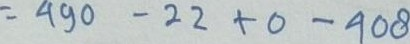 = 490 - 22 + 0 - 408